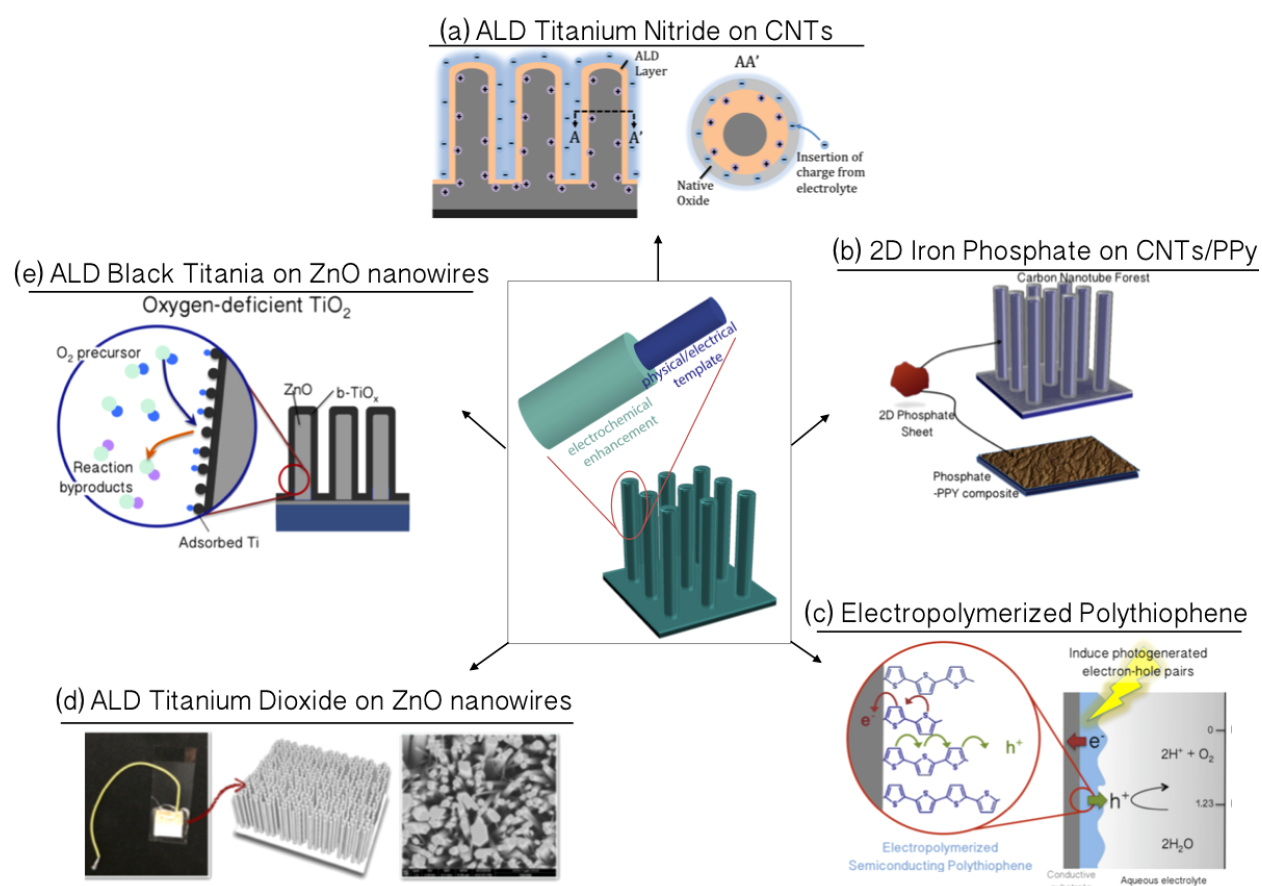 (a) ALD Titanium Nitride on CNTs
ALD
Layer
A
A'
AA'
Native
Oxide
Insertion of
charge from
electrolyte
(b) 2D Iron Phosphate on CNTs/PPy
Carbon Nanotube Forest
2D Phosphate
Sheet
Phosphate
-PPY composite
(e) ALD Black Titania on ZnO nanowires
Oxygen-deficient TiO₂
O₂ precursor
ZnO
b-TiOₓ
Reaction
byproducts
Adsorbed Ti
physical/electrical
template
electrochemical
enhancement
(c) Electropolymerized Polythiophene
Induce photogenerated
electron-hole pairs
S S S
e⁻
S S
h⁺
S S S
S S S S
e⁻
h⁺
0
2H⁺ + O₂
1.23
2H₂O
Electropolymerized
Semiconducting Polythiophene
Conductive
Aqueous electrolyte
(d) ALD Titanium Dioxide on ZnO nanowires